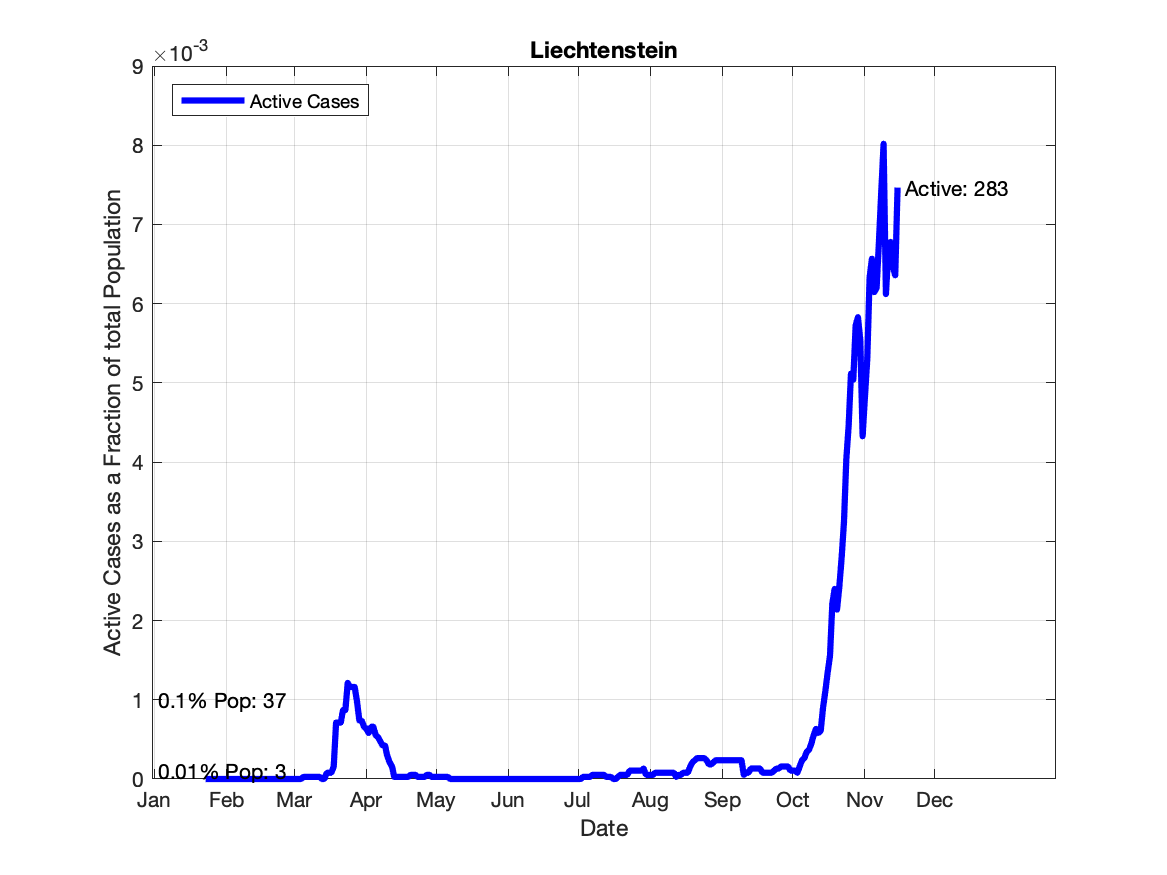 Liechtenstein
×10⁻³
9
8
7
6
5
4
3
2
1
0
Active Cases as a Fraction of total Population
Active Cases
Active: 283
0.1% Pop: 37
0.01% Pop: 3
Jan Feb Mar Apr May Jun Jul Aug Sep Oct Nov Dec
Date